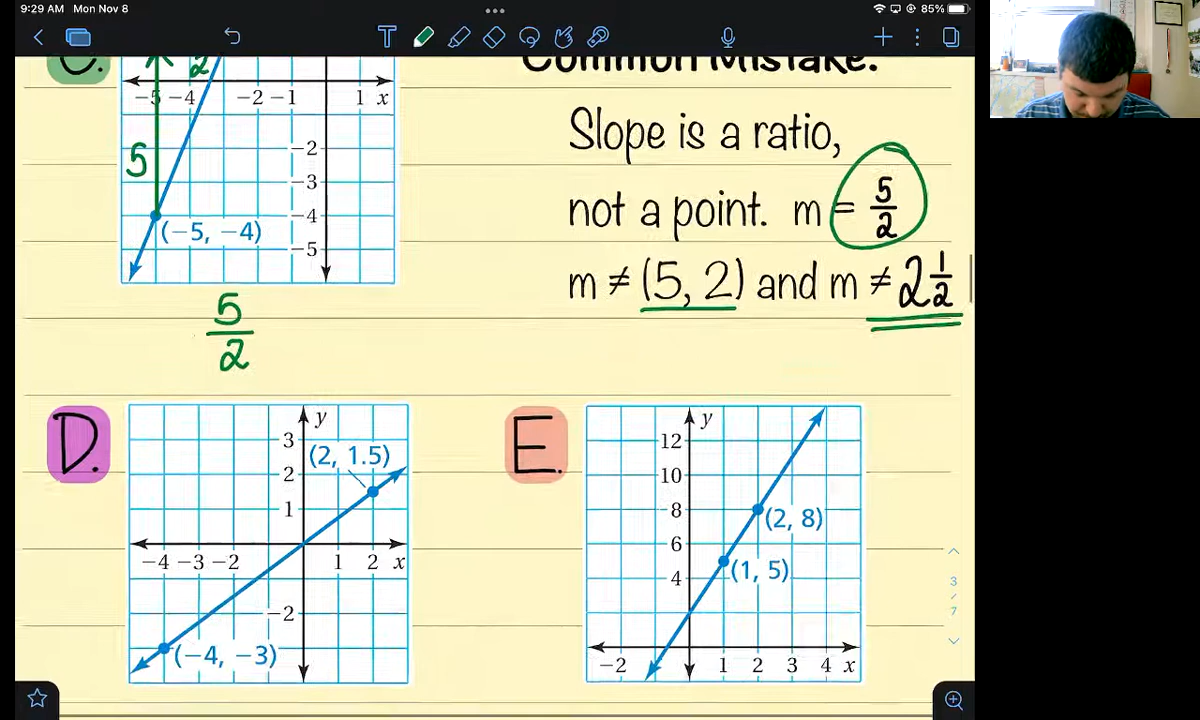 9:29 AM Mon Nov 8
85%
T
C.
2
-5 -4 -2 -1 1 x
5
-2
-3
-4
-5
(-5, -4)
5
2
Common Mistake:
Slope is a ratio,
not a point. m = 5/2
m ≠ (5, 2) and m ≠ 2 1/2
D.
y
3
2
1
(2, 1.5)
-4 -3 -2 1 2 x
-2
(-4, -3)
E.
y
12
10
8
6
4
(2, 8)
(1, 5)
-2 1 2 3 4 x
3
/
7